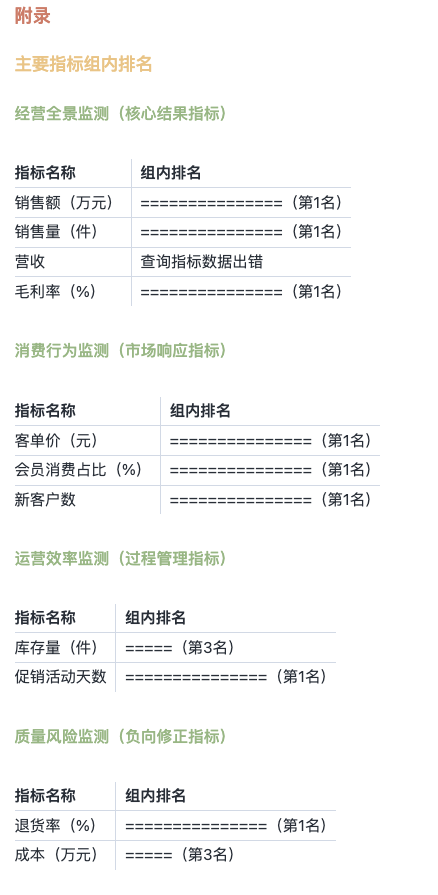 附录
主要指标组内排名
经营全景监测（核心结果指标）
指标名称 组内排名
销售额（万元） ===============（第1名）
销售量（件） ===============（第1名）
营收 查询指标数据出错
毛利率（%） ===============（第1名）
消费行为监测（市场响应指标）
指标名称 组内排名
客单价（元） ===============（第1名）
会员消费占比（%） ===============（第1名）
新客户数 ===============（第1名）
运营效率监测（过程管理指标）
指标名称 组内排名
库存量（件） =====（第3名）
促销活动天数 ===============（第1名）
质量风险监测（负向修正指标）
指标名称 组内排名
退货率（%） ===============（第1名）
成本（万元） =====（第3名）